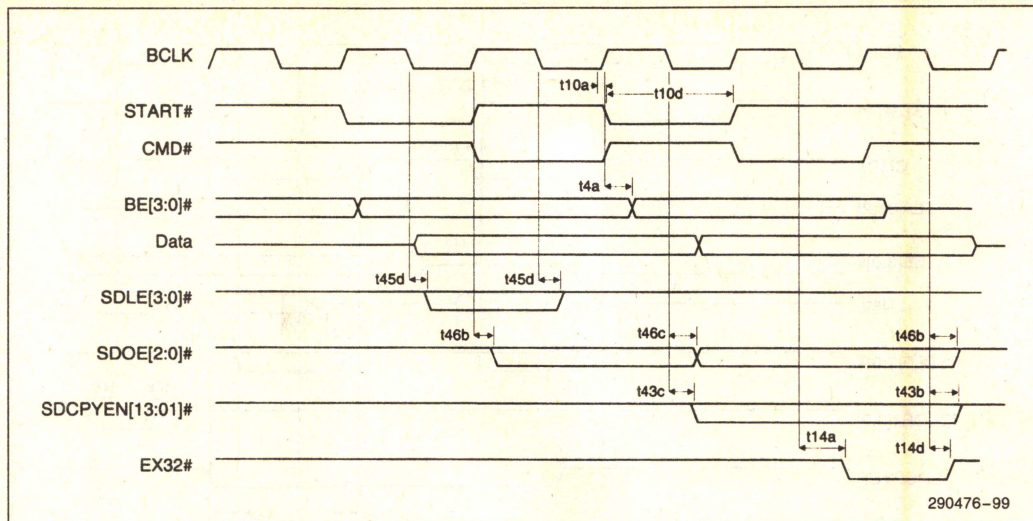 BCLK
t10a
t10d
START#
CMD#
t4a
BE[3:0]#
Data
t45d
t45d
SDLE[3:0]#
t46b
t46c
t46b
SDOE[2:0]#
t43c
t43b
SDCPYEN[13:01]#
t14a
t14d
EX32#
290476–99